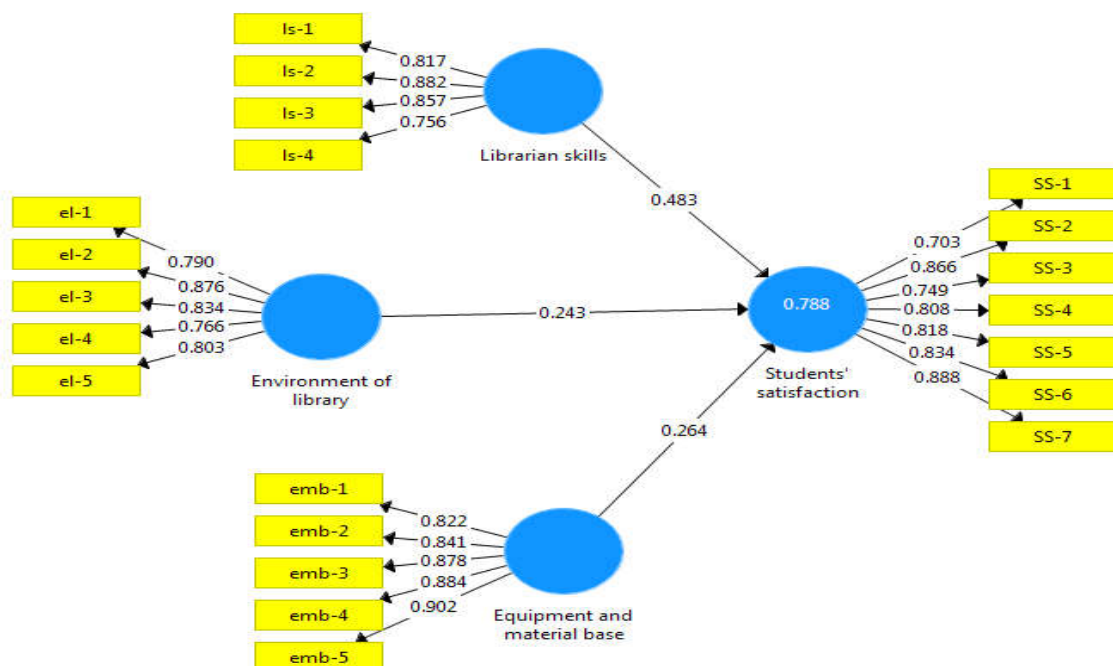 ls-1
ls-2
ls-3
ls-4
0.817
0.882
0.857
0.756
Librarian skills
0.483
el-1
el-2
el-3
el-4
el-5
0.790
0.876
0.834
0.766
0.803
Environment of
library
0.243
emb-1
emb-2
emb-3
emb-4
emb-5
0.822
0.841
0.878
0.884
0.902
Equipment and
material base
0.264
0.788
Students'
satisfaction
0.703
0.866
0.749
0.808
0.818
0.834
0.888
SS-1
SS-2
SS-3
SS-4
SS-5
SS-6
SS-7